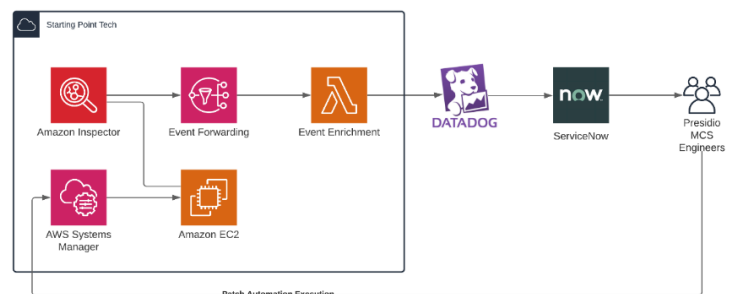 Starting Point Tech
Amazon Inspector
Event Forwarding
Event Enrichment
DATADOG
now
ServiceNow
Presidio
MCS
Engineers
AWS Systems
Manager
Amazon EC2
Patch Automation Execution